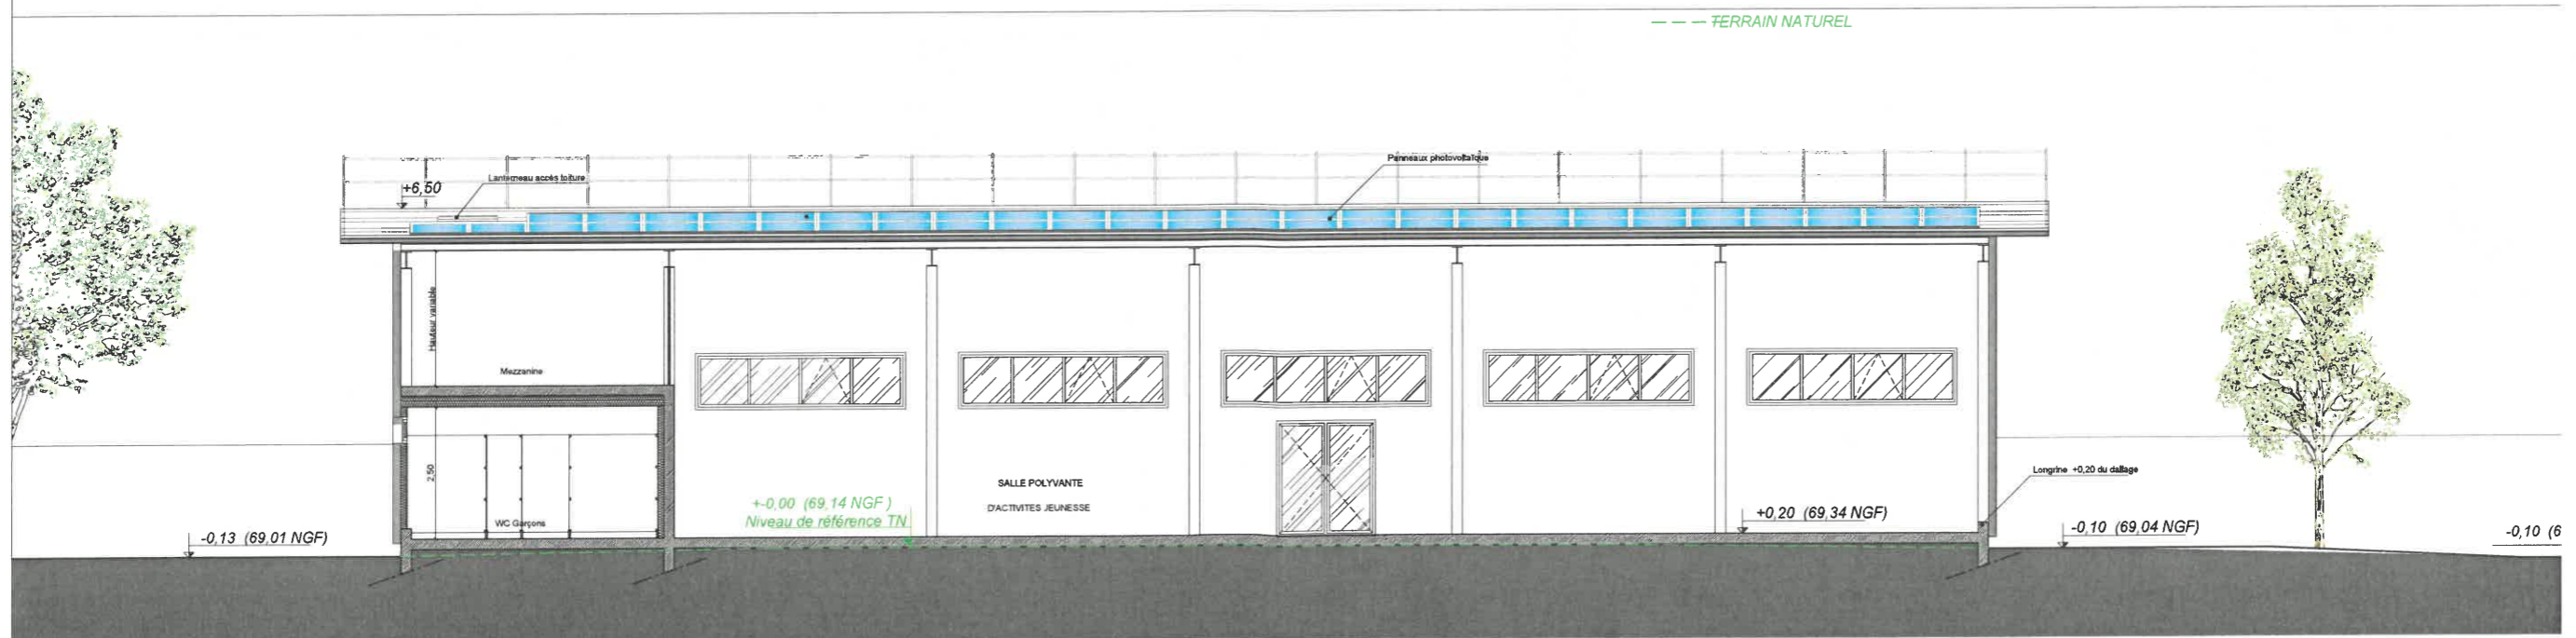 TERRAIN NATUREL
Panneaux photovoltaïque
Lanterneau accès toiture
+6,50
Hauteur variable
Mezzanine
2,50
WC Garçons
SALLE POLYVANTE
D'ACTIVITES JEUNESSE
+-0,00 (69,14 NGF )
Niveau de référence TN
+0,20 (69,34 NGF)
Longrine +0,20 du dallage
-0,13 (69,01 NGF)
-0,10 (69,04 NGF)
-0,10 (6